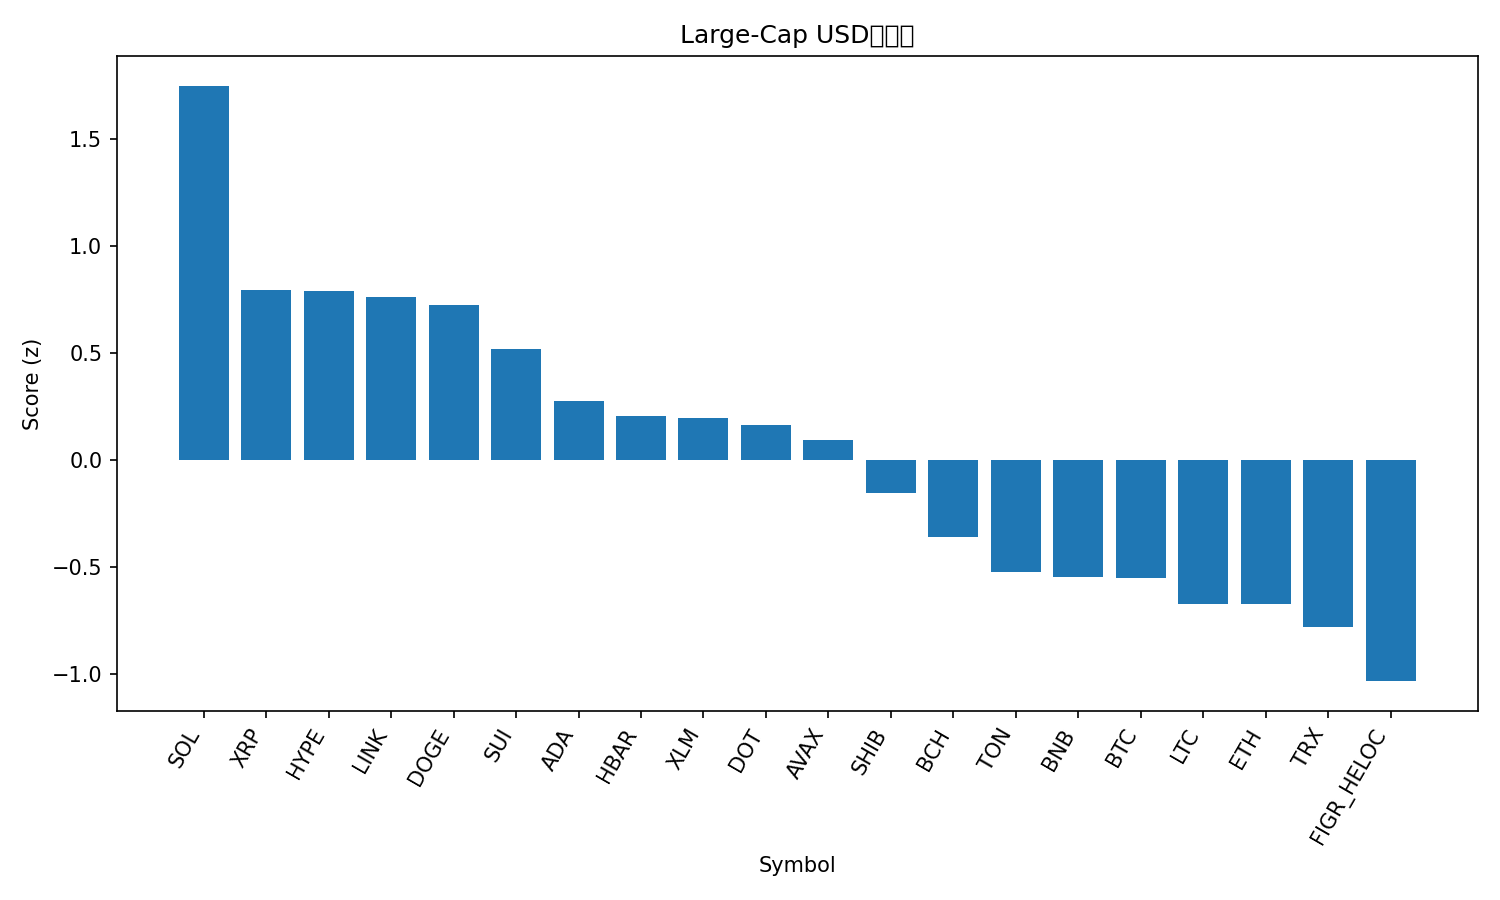 Large-Cap USD
Score (z)
1.5
1.0
0.5
0.0
−0.5
−1.0
SOL
XRP
HYPE
LINK
DOGE
SUI
ADA
HBAR
XLM
DOT
AVAX
SHIB
BCH
TON
BNB
BTC
LTC
ETH
TRX
FIGR_HELOC
Symbol